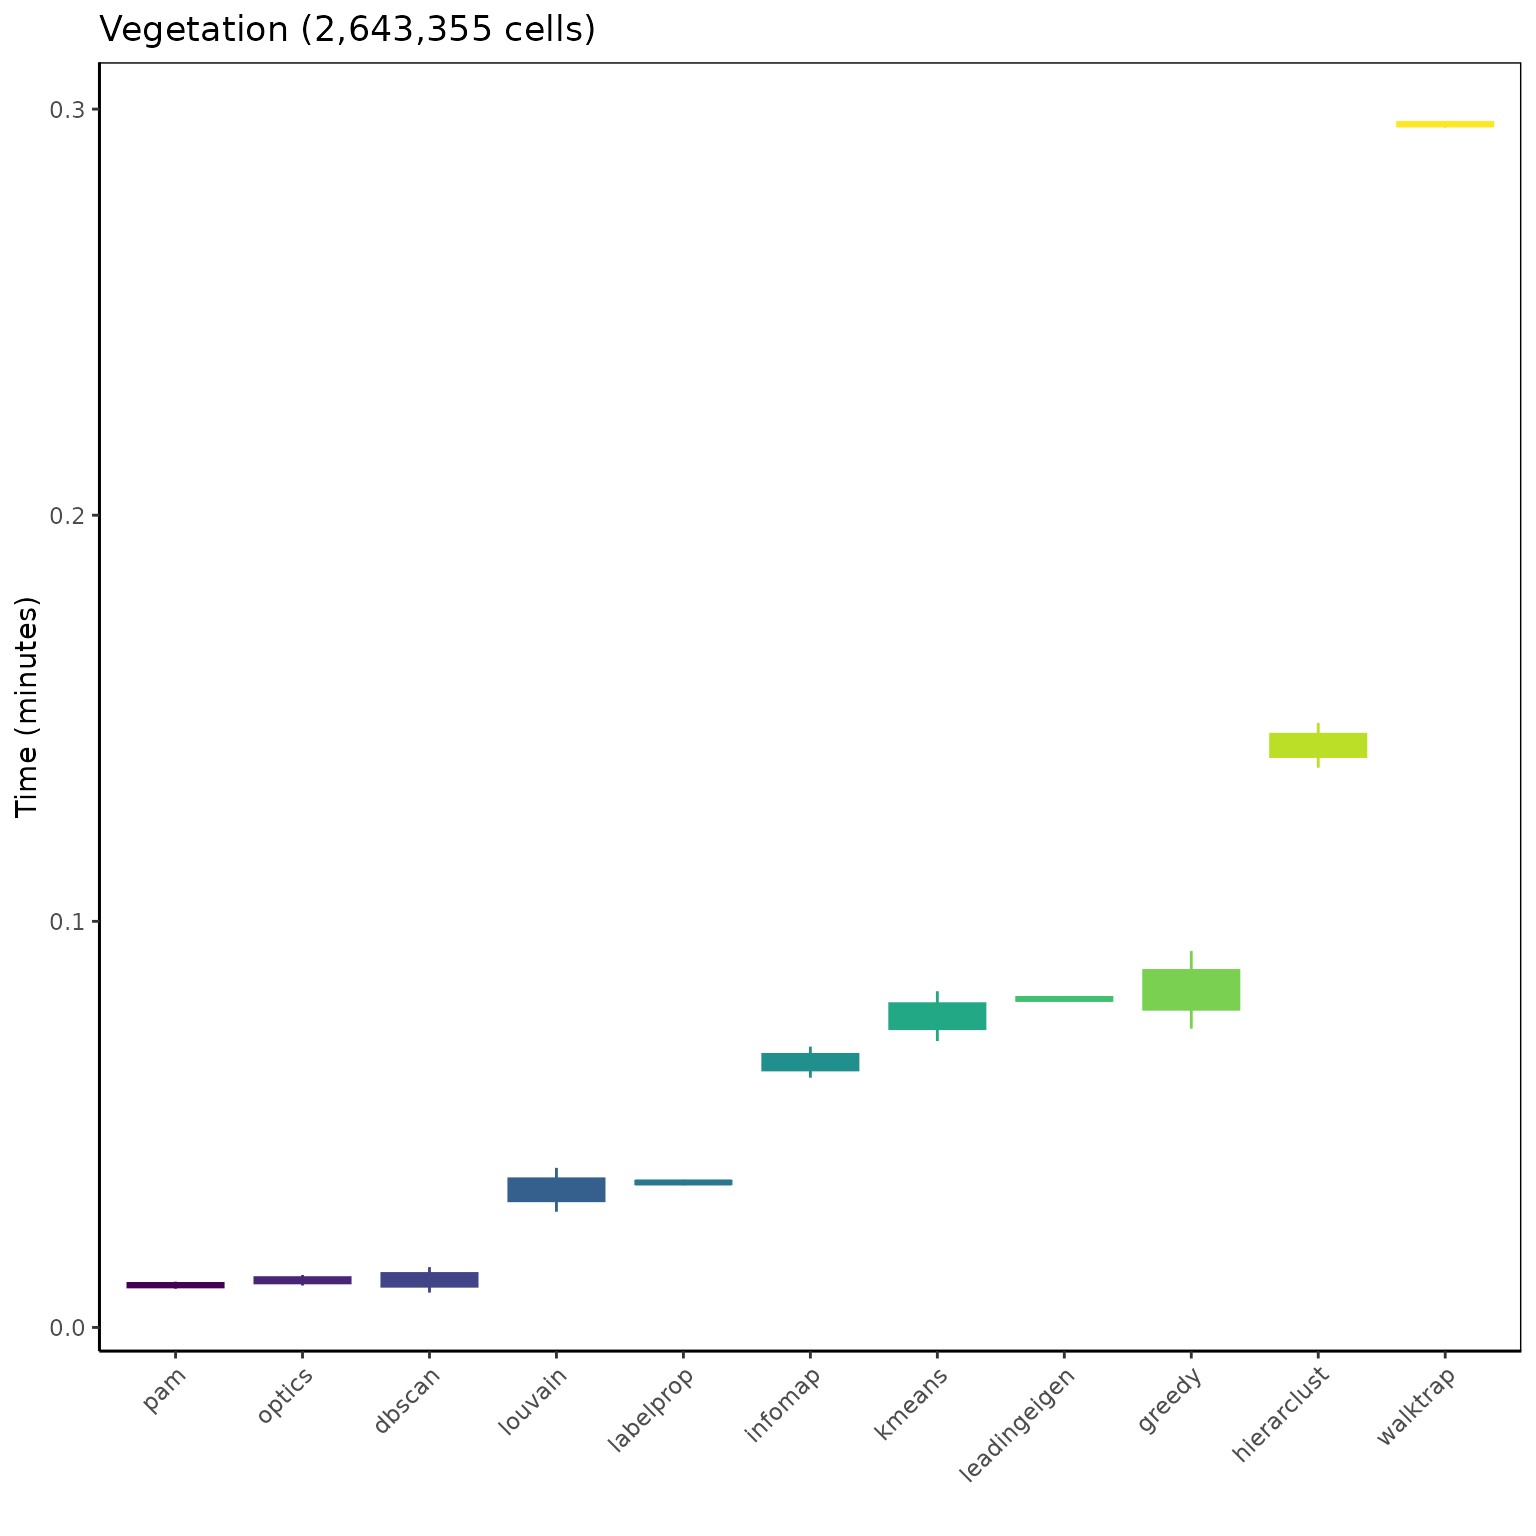 Vegetation (2,643,355 cells)
Time (minutes)
0.3
0.2
0.1
0.0
pam
optics
dbscan
louvain
labelprop
infomap
kmeans
leadingeigen
greedy
hierarclust
walktrap